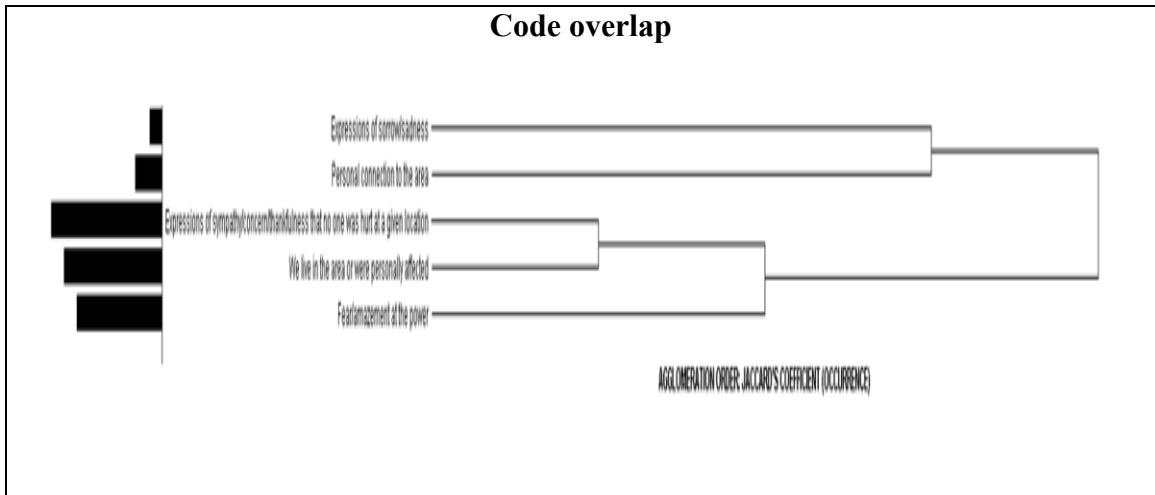 Code overlap
Expressions of sorrow/sadness
Personal connection to the area
Expressions of sympathy/concern/thankfulness that no one was hurt at a given location
We live in the area or were personally affected
Fear/amazement at the power
AGGLOMERATION ORDER: JACCARD'S COEFFICIENT (OCCURRENCE)